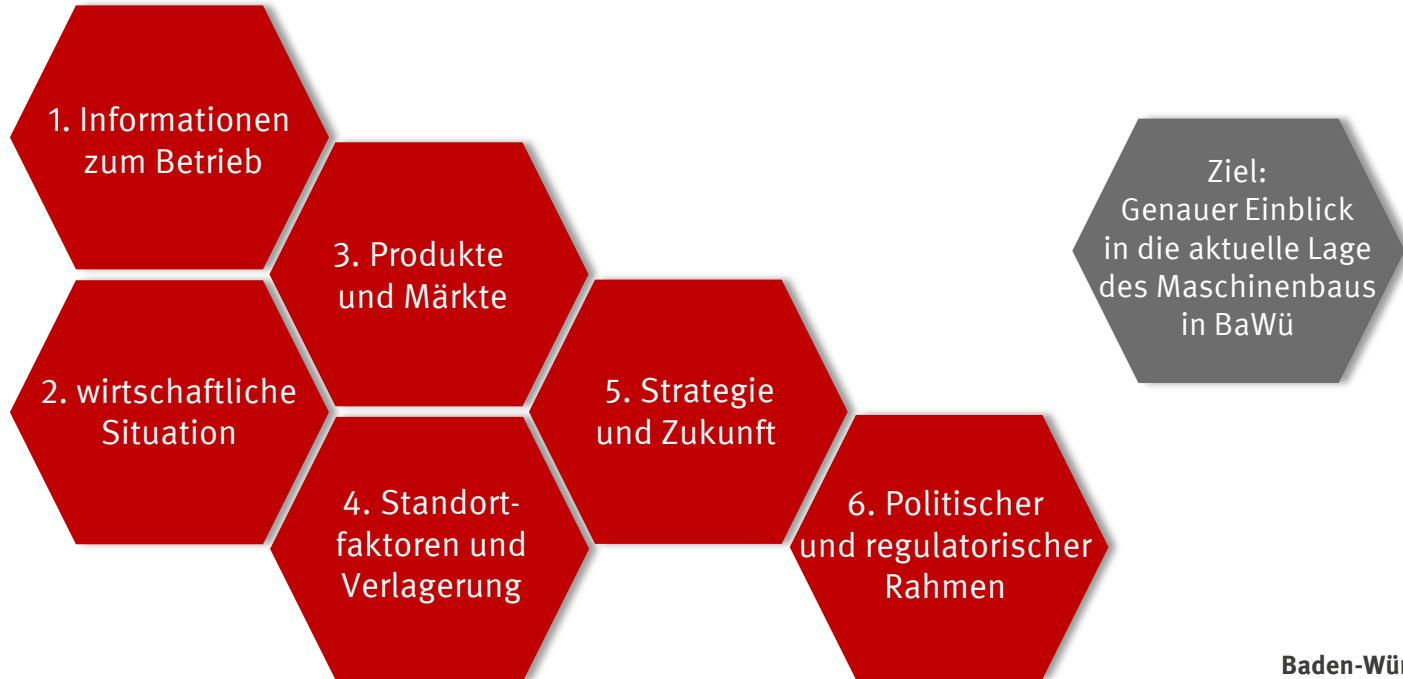 1. Informationen
zum Betrieb
2. wirtschaftliche
Situation
3. Produkte
und Märkte
4. Standort-
faktoren und
Verlagerung
5. Strategie
und Zukunft
6. Politischer
und regulatorischer
Rahmen
Ziel:
Genauer Einblick
in die aktuelle Lage
des Maschinenbaus
in BaWü